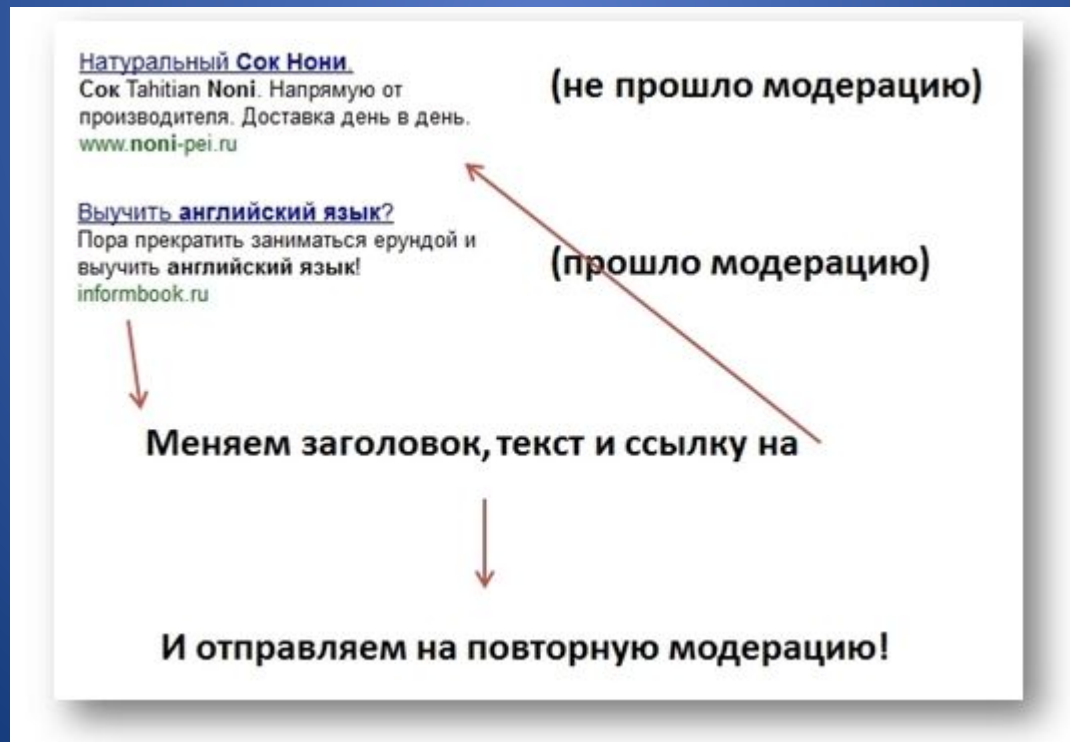 Натуральный Сок Нони.
Сок Tahitian Noni. Напрямую от
производителя. Доставка день в день.
www.noni-pei.ru
(не прошло модерацию)
Выучить английский язык?
Пора прекратить заниматься ерундой и
выучить английский язык!
informbook.ru
(прошло модерацию)
Меняем заголовок, текст и ссылку на
И отправляем на повторную модерацию!